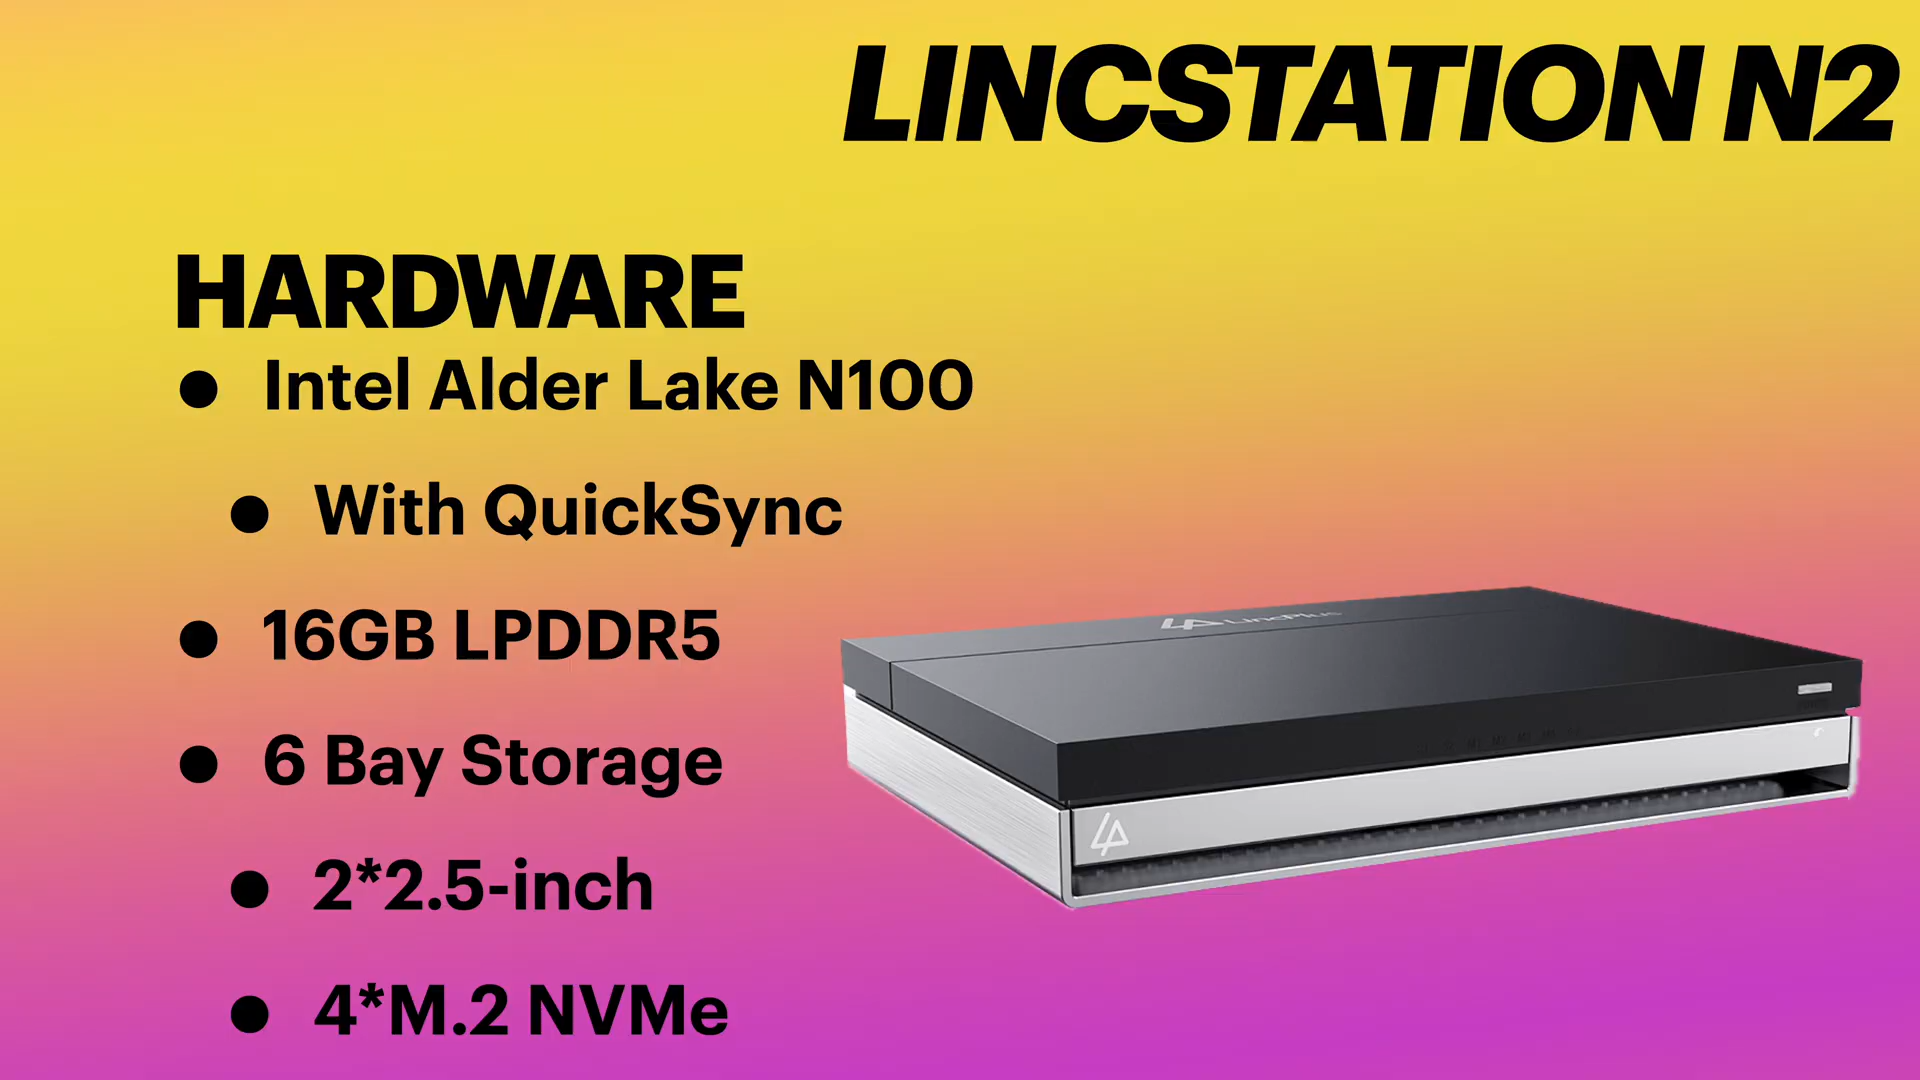 LINCSTATION N2
HARDWARE
● Intel Alder Lake N100
● With QuickSync
● 16GB LPDDR5
● 6 Bay Storage
● 2*2.5-inch
● 4*M.2 NVMe
LincPlus